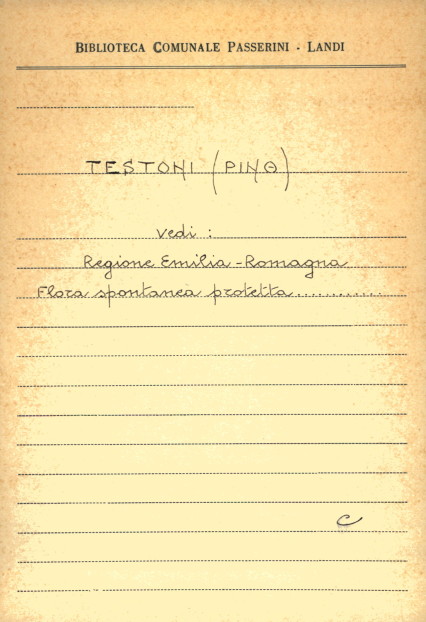 BIBLIOTECA COMUNALE PASSERINI - LANDI
TESTONI (PINO)
vedi :
Regione Emilia-Romagna
Flora spontanea protetta............
C